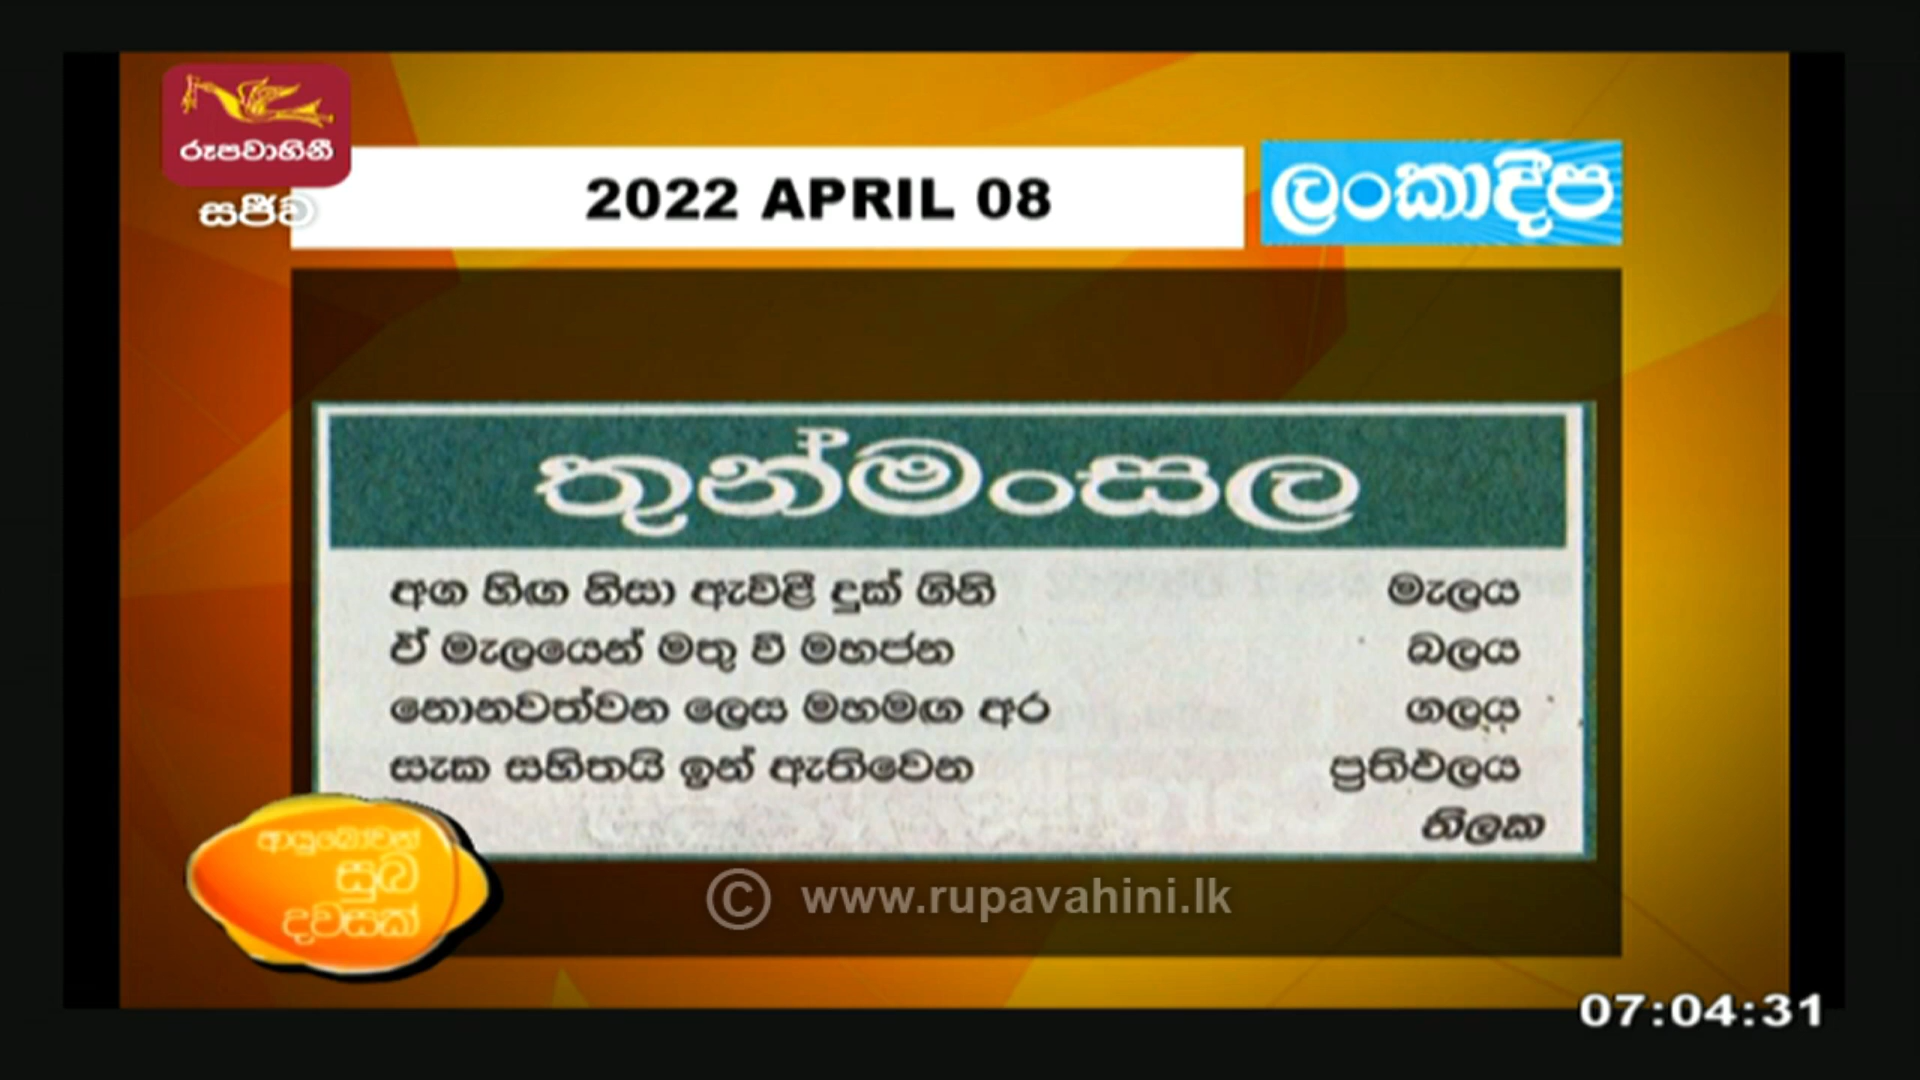 රූපවාහිනී
සජීව
2022 APRIL 08
ලංකාදීප
තුන්මංසල
අග හිඟ නිසා ඇවිළී දුක් ගිනි මැලය
ඒ මැලයෙන් මතු වී මහජන බලය
නොනවත්වන ලෙස මහමඟ අර ගලය
සැක සහිතයි ඉන් ඇතිවෙන ප්‍රතිඵලය
තිලක
ආයුබෝවන්
සුබ
දවසක්
© www.rupavahini.lk
07:04:31